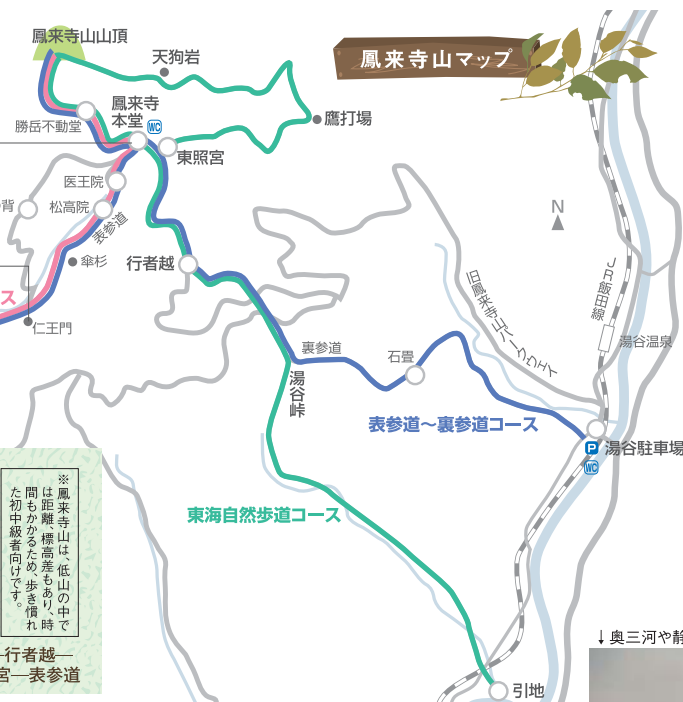 鳳来寺山マップ
鳳来寺山山頂
天狗岩
鷹打場
鳳来寺
本堂
WC
勝岳不動堂
東照宮
医王院
松高院
表参道
背
傘杉
行者越
ス
仁王門
N
JR飯田線
旧鳳来寺山パークウェイ
湯谷温泉
裏参道
石畳
湯谷峠
表参道〜裏参道コース
P
湯谷駐車場
WC
東海自然歩道コース
※鳳来寺山は、低山の中で
は距離、標高差もあり、時
間もかかるため、歩き慣れ
た初中級者向けです。
―行者越―
宮―表参道
↓奥三河や静
引地